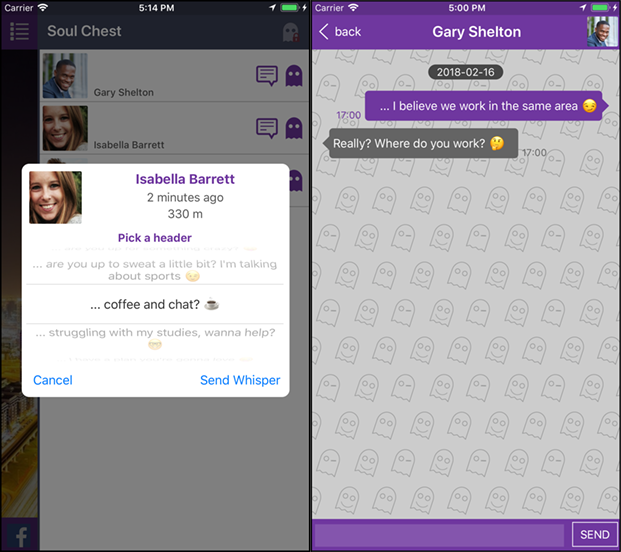 Carrier 5:14 PM
Soul Chest
Gary Shelton
Isabella Barrett
Isabella Barrett
2 minutes ago
330 m
Pick a header
... are you up to sweat a little bit? I'm talking
about sports 😅
... coffee and chat? ☕
... struggling with my studies, wanna help?
Cancel Send Whisper
f
Carrier 5:00 PM
back Gary Shelton
2018-02-16
17:00 ... I believe we work in the same area 😏
Really? Where do you work? 🤔 17:00
SEND